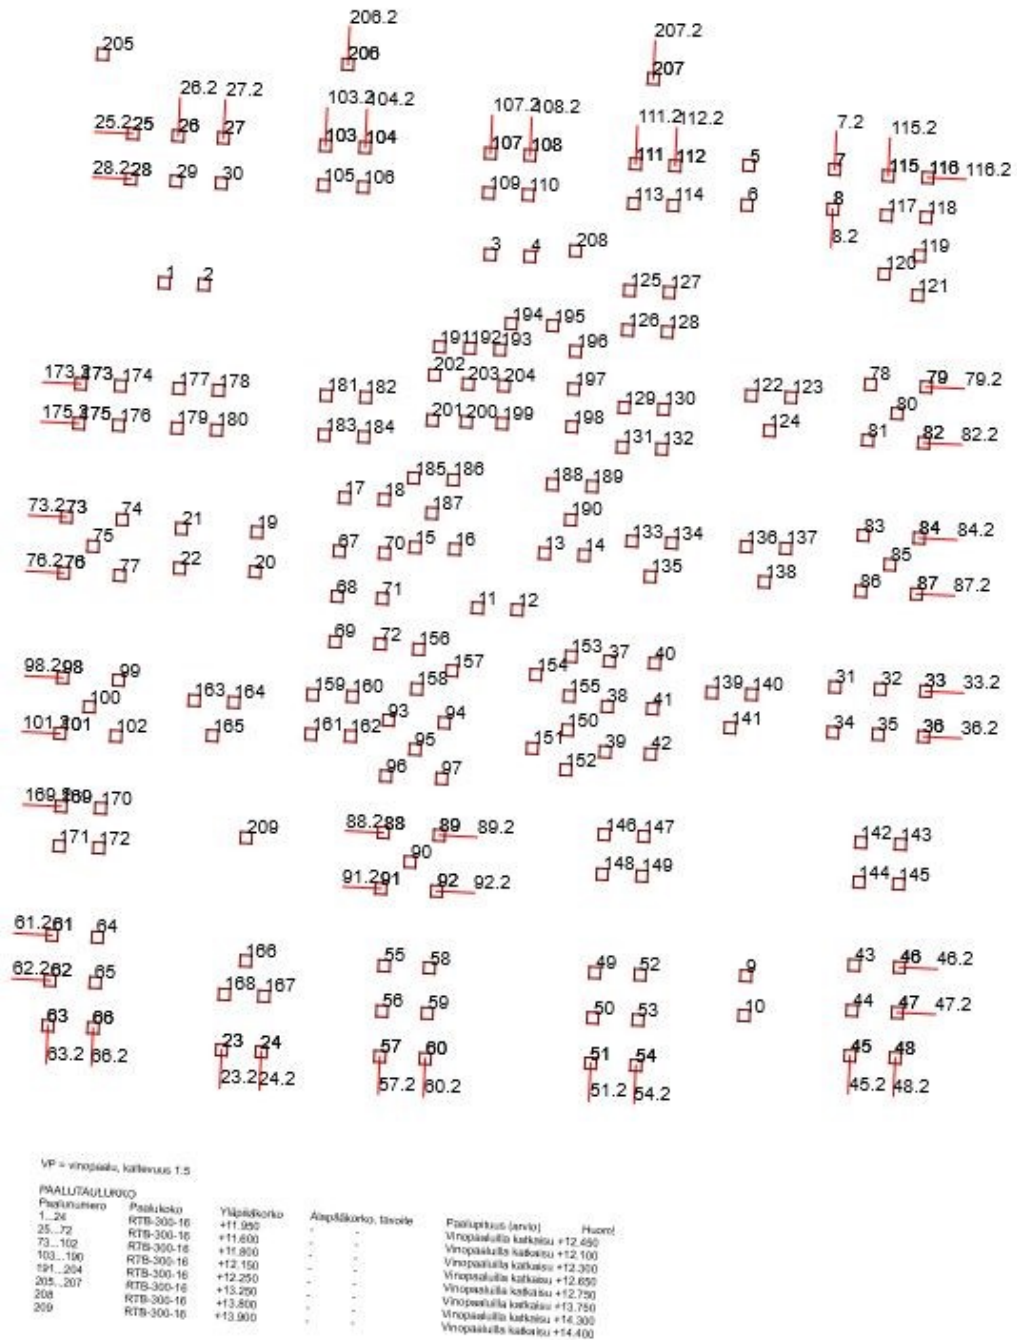 206.2
207.2
205
206
207
26.2 27.2
103.2 104.2
107.2 108.2
111.2 112.2
7.2
115.2
25.2 25 26 27
103 104
107 108
111 112
5
7
115 116 116.2
28.2 28 29 30
105 106
109 110
113 114
6
8
117 118
8.2
3 4 208
119
120
1 2
125 127
121
194 195
126 128
191 192 193
196
173.2 173 174 177 178
181 182
202 203 204
197
129 130
122 123
78 79 79.2
80
175.2 175 176 179 180
183 184
201 200 199
198
131 132
124
81 82 82.2
185 186
188 189
17 18
187
190
73.2 73 74 21 19
75
67 70 15 16
13 14
133 134
136 137
83 84 84.2
85
76.2 76 77 22 20
135
138
86 87 87.2
68 71
11 12
69 72 156
153 37 40
157
154
98.2 98 99
100
163 164
159 160 158
155 38 41
139 140
31 32 33 33.2
101.2 101 102
165
161 162 93 94
150
151
141
34 35 36 36.2
95
39 42
152
96 97
169.2 169 170
171 172
209
88.2 88 89 89.2
90
91.2 91 92 92.2
146 147
148 149
142 143
144 145
61.2 61 64
166
55 58
49 52
9
43 46 46.2
62.2 62 65
168 167
56 59
50 53
10
44 47 47.2
63 66
23 24
57 60
51 54
45 48
63.2 66.2
23.2 24.2
57.2 60.2
51.2 54.2
45.2 48.2
VP = vinopaalu, kaltevuus 1:5
PAALUTAULUKKO
Paalunumero Paalukoko Yläpääkorko Alapääkorko, tavoite Paalupituus (arvio) Huom!
1...24 RTB-300-16 +11.950 - - Vinopaaluilla katkaisu +12.450
25...72 RTB-300-16 +11.600 - - Vinopaaluilla katkaisu +12.100
73...102 RTB-300-16 +11.800 - - Vinopaaluilla katkaisu +12.300
103...190 RTB-300-16 +12.150 - - Vinopaaluilla katkaisu +12.650
191...204 RTB-300-16 +12.250 - - Vinopaaluilla katkaisu +12.750
205...207 RTB-300-16 +13.250 - - Vinopaaluilla katkaisu +13.750
208 RTB-300-16 +13.800 - - Vinopaaluilla katkaisu +14.300
209 RTB-300-16 +13.900 - - Vinopaaluilla katkaisu +14.400